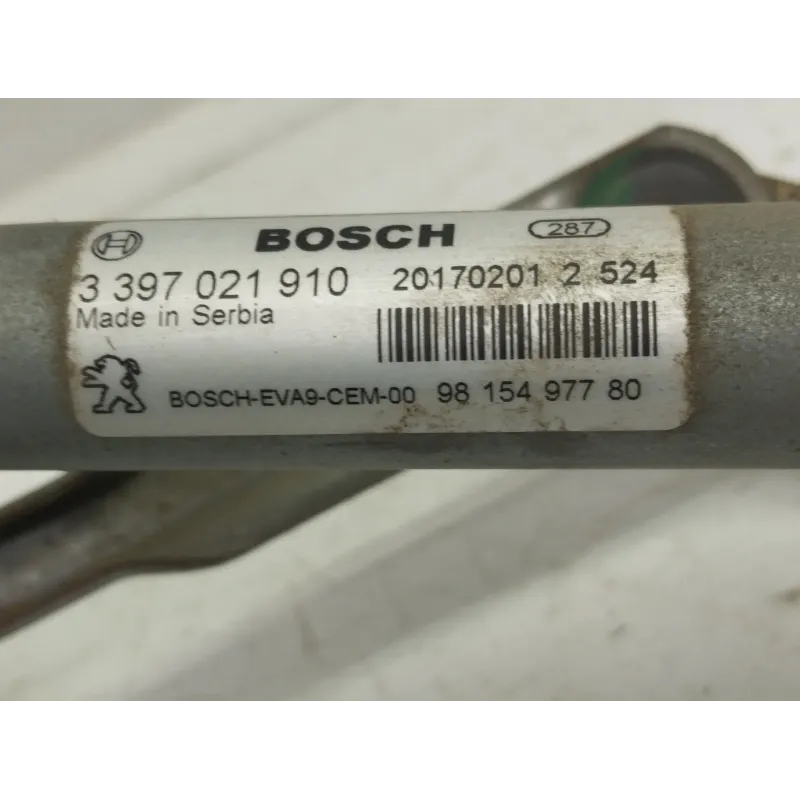 BOSCH 287
3 397 021 910 20170201 2 524
Made in Serbia
BOSCH-EVA9-CEM-00 98 154 977 80